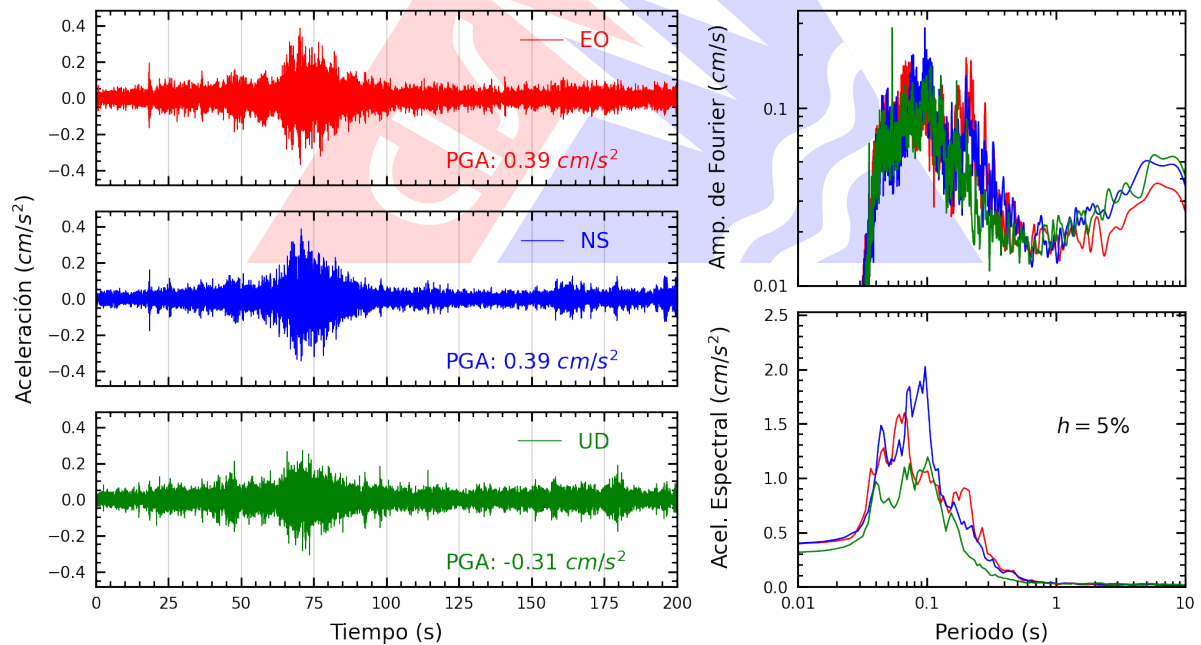 Aceleración (cm/s²)
0.4
0.2
0.0
−0.2
−0.4
EO
PGA: 0.39 cm/s²
0.4
0.2
0.0
−0.2
−0.4
NS
PGA: 0.39 cm/s²
0.4
0.2
0.0
−0.2
−0.4
UD
PGA: -0.31 cm/s²
0 25 50 75 100 125 150 175 200
Tiempo (s)
Amp. de Fourier (cm/s)
0.1
0.01
Acel. Espectral (cm/s²)
2.5
2.0
1.5
1.0
0.5
0.0
h = 5%
0.01 0.1 1 10
Periodo (s)